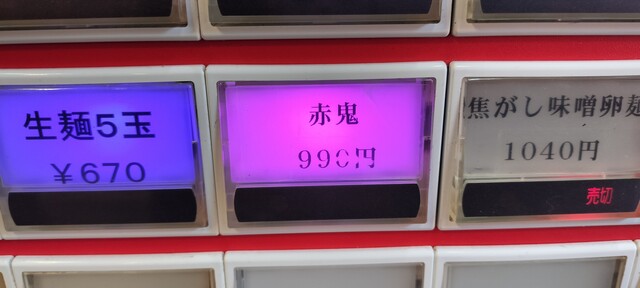 生麺5玉
¥670
赤鬼
990円
焦がし味噌卵麺
1040円
売切